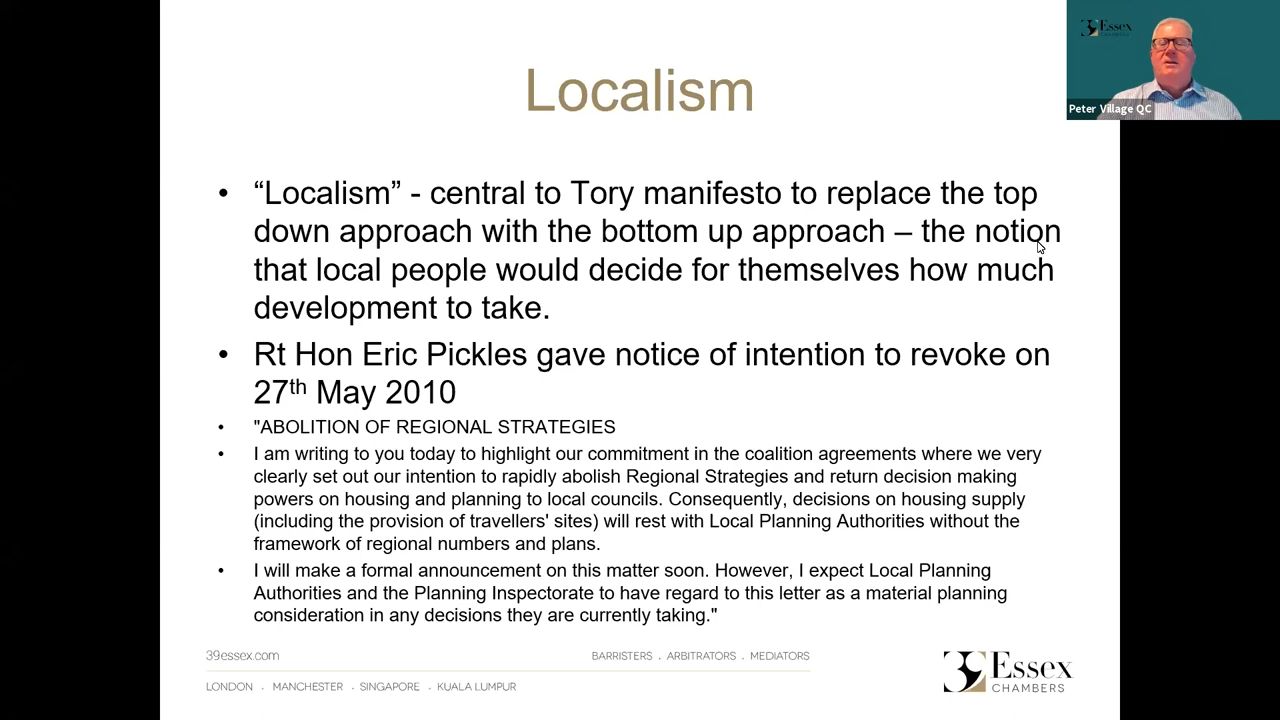 39 Essex
CHAMBERS
Peter Village QC
Localism
• “Localism” - central to Tory manifesto to replace the top
down approach with the bottom up approach – the notion
that local people would decide for themselves how much
development to take.
• Rt Hon Eric Pickles gave notice of intention to revoke on
27th May 2010
• "ABOLITION OF REGIONAL STRATEGIES
• I am writing to you today to highlight our commitment in the coalition agreements where we very
clearly set out our intention to rapidly abolish Regional Strategies and return decision making
powers on housing and planning to local councils. Consequently, decisions on housing supply
(including the provision of travellers' sites) will rest with Local Planning Authorities without the
framework of regional numbers and plans.
• I will make a formal announcement on this matter soon. However, I expect Local Planning
Authorities and the Planning Inspectorate to have regard to this letter as a material planning
consideration in any decisions they are currently taking."
39essex.com
BARRISTERS . ARBITRATORS . MEDIATORS
LONDON . MANCHESTER . SINGAPORE . KUALA LUMPUR
39 Essex
CHAMBERS